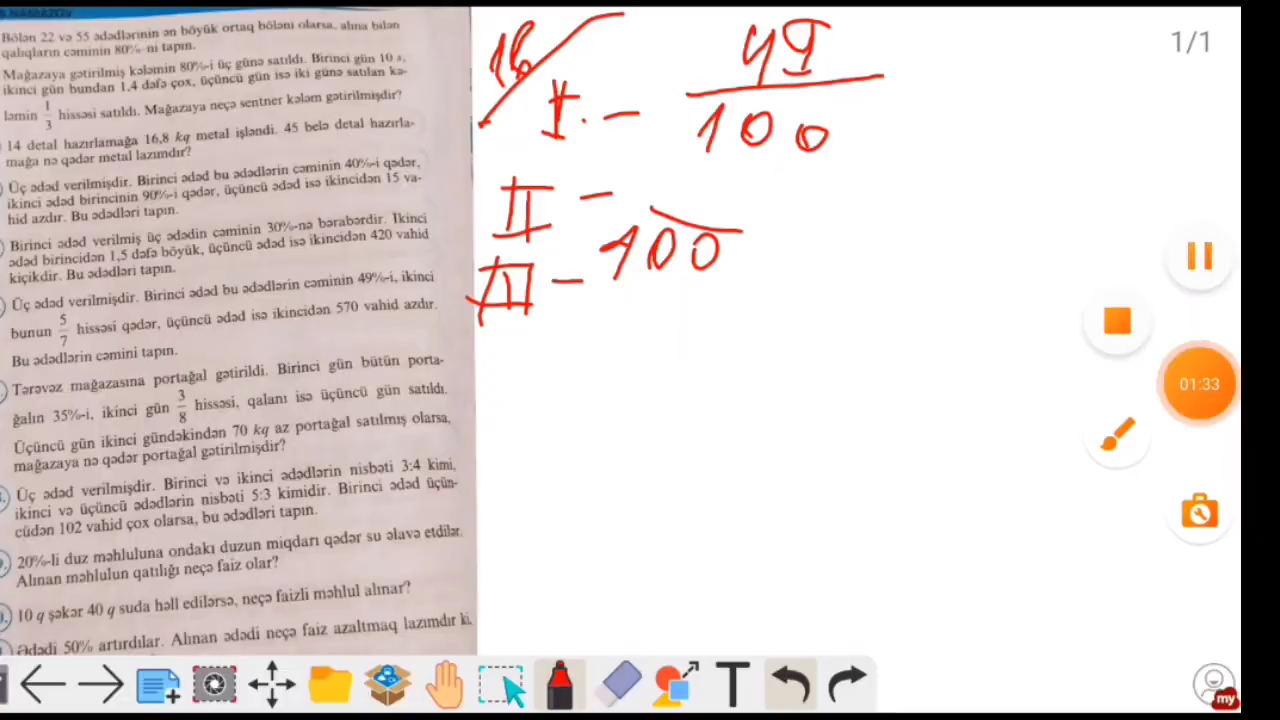 S.NAMAZOV
Bölən 22 və 55 ədədlərinin ən böyük ortaq böləni olarsa, alına bilən
qalıqların cəminin 80%-ni tapın.
Mağazaya gətirilmiş kələmin 80%-i üç günə satıldı. Birinci gün 10 s,
ikinci gün bundan 1,4 dəfə çox, üçüncü gün isə iki günə satılan kə-
ləmin 1/3 hissəsi satıldı. Mağazaya neçə sentner kələm gətirilmişdir?
14 detal hazırlamağa 16,8 kq metal işləndi. 45 belə detal hazırla-
mağa nə qədər metal lazımdır?
Üç ədəd verilmişdir. Birinci ədəd bu ədədlərin cəminin 40%-i qədər,
ikinci ədəd birincinin 90%-i qədər, üçüncü ədəd isə ikincidən 15 va-
hid azdır. Bu ədədləri tapın.
Birinci ədəd verilmiş üç ədədin cəminin 30%-nə bərabərdir. İkinci
ədəd birincidən 1,5 dəfə böyük, üçüncü ədəd isə ikincidən 420 vahid
kiçikdir. Bu ədədləri tapın.
Üç ədəd verilmişdir. Birinci ədəd bu ədədlərin cəminin 49%-i, ikinci
bunun 5/7 hissəsi qədər, üçüncü ədəd isə ikincidən 570 vahid azdır.
Bu ədədlərin cəmini tapın.
Tərəvəz mağazasına portağal gətirildi. Birinci gün bütün porta-
ğalın 35%-i, ikinci gün 3/8 hissəsi, qalanı isə üçüncü gün satıldı.
Üçüncü gün ikinci gündəkindən 70 kq az portağal satılmış olarsa,
mağazaya nə qədər portağal gətirilmişdir?
Üç ədəd verilmişdir. Birinci və ikinci ədədlərin nisbəti 3:4 kimi,
ikinci və üçüncü ədədlərin nisbəti 5:3 kimidir. Birinci ədəd üçün-
cüdən 102 vahid çox olarsa, bu ədədləri tapın.
20%-li duz məhluluna ondakı duzun miqdarı qədər su əlavə etdilər.
Alınan məhlulun qatılığı neçə faiz olar?
10 q şəkər 40 q suda həll edilərsə, neçə faizli məhlul alınar?
Ədədi 50% artırdılar. Alınan ədədi neçə faiz azaltmaq lazımdır ki,
16
I. –
100
II –
100
III –
1/1
01:33
T
my